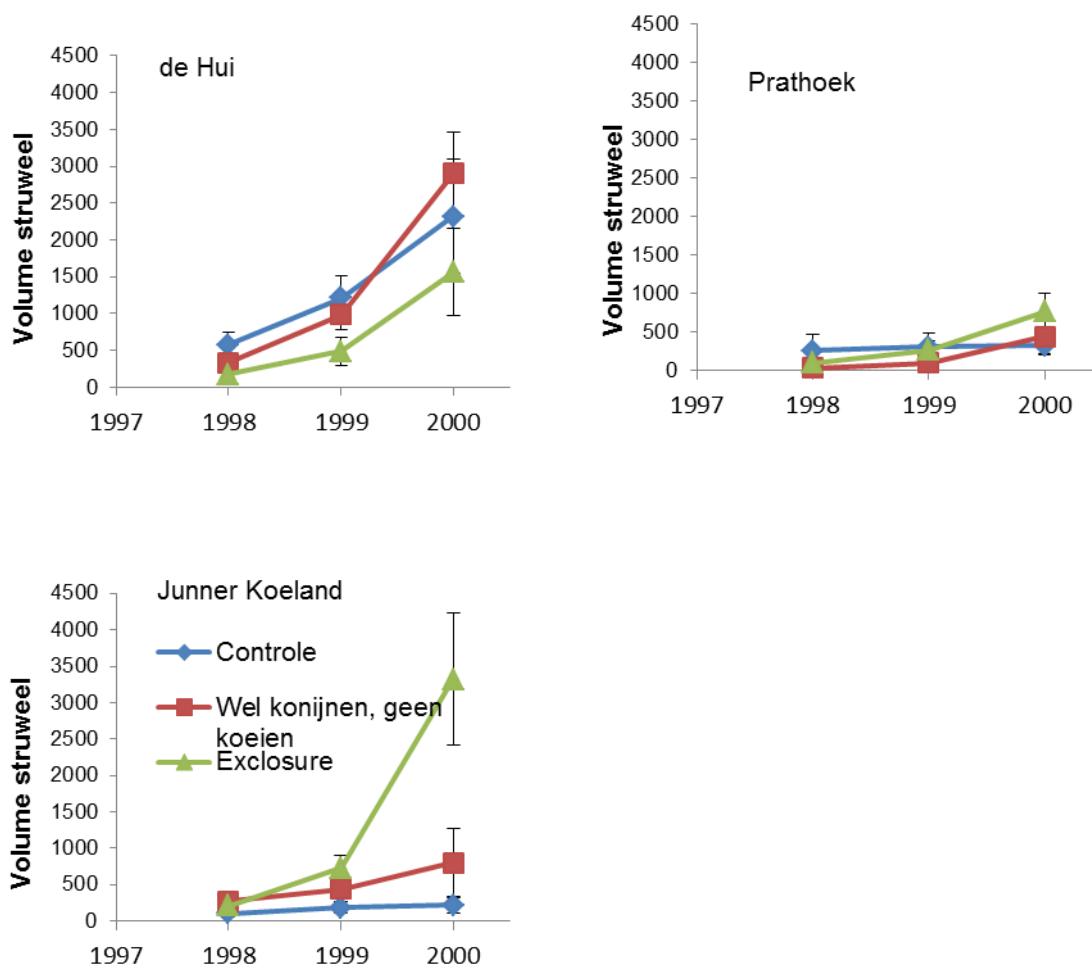 de Hui
Volume struweel
4500
4000
3500
3000
2500
2000
1500
1000
500
0
1997 1998 1999 2000
Prathoek
Volume struweel
4500
4000
3500
3000
2500
2000
1500
1000
500
0
1997 1998 1999 2000
Junner Koeland
Volume struweel
4500
4000
3500
3000
2500
2000
1500
1000
500
0
1997 1998 1999 2000
Controle
Wel konijnen, geen
koeien
Exclosure